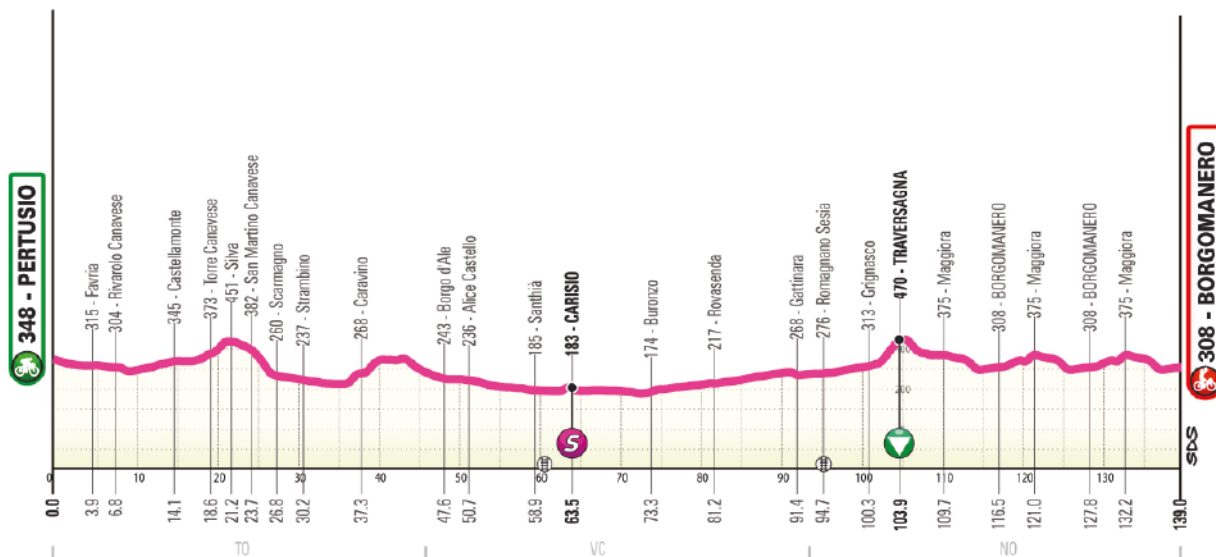 348 - PERTUSIO
315 - Favria
304 - Rivarolo Canavese
345 - Castellamonte
373 - Torre Canavese
451 - Silva
382 - San Martino Canavese
260 - Scarmagno
237 - Strambino
268 - Caravino
243 - Borgo d'Ale
236 - Alice Castello
185 - Santhià
183 - CARISIO
174 - Buronzo
217 - Rovasenda
268 - Gattinara
276 - Romagnano Sesia
313 - Grignasco
470 - TRAVERSAGNA
375 - Maggiora
308 - BORGOMANERO
375 - Maggiora
308 - BORGOMANERO
375 - Maggiora
308 - BORGOMANERO
200
S
SDS
0 10 20 30 40 50 60 70 80 90 100 110 120 130
0.0 3.9 6.8 14.1 18.6 21.2 23.7 26.8 30.2 37.3 47.6 50.7 58.9 63.5 73.3 81.2 91.4 94.7 100.3 103.9 109.7 116.5 121.0 127.8 132.2 139.0
TO VC NO